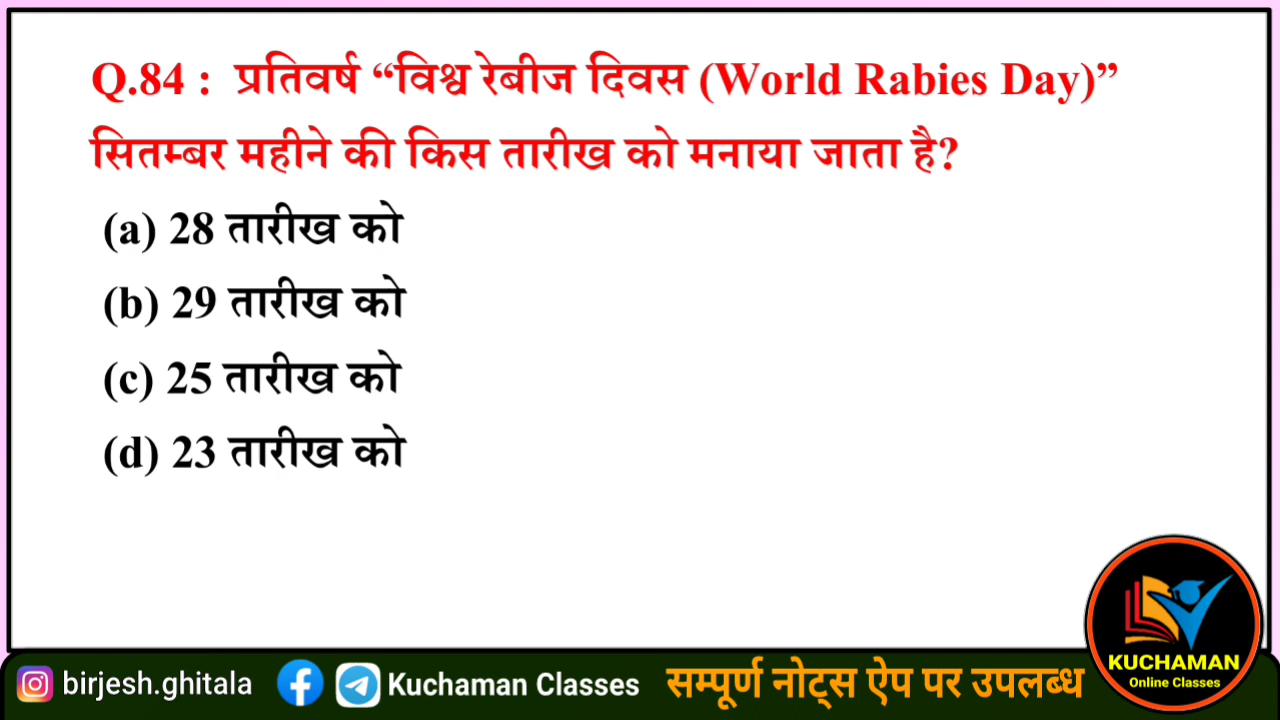 Q.84 : प्रतिवर्ष “विश्व रेबीज दिवस (World Rabies Day)”
सितम्बर महीने की किस तारीख को मनाया जाता है?
(a) 28 तारीख को
(b) 29 तारीख को
(c) 25 तारीख को
(d) 23 तारीख को
KUCHAMAN
Online Classes
birjesh.ghitala Kuchaman Classes सम्पूर्ण नोट्स ऐप पर उपलब्ध